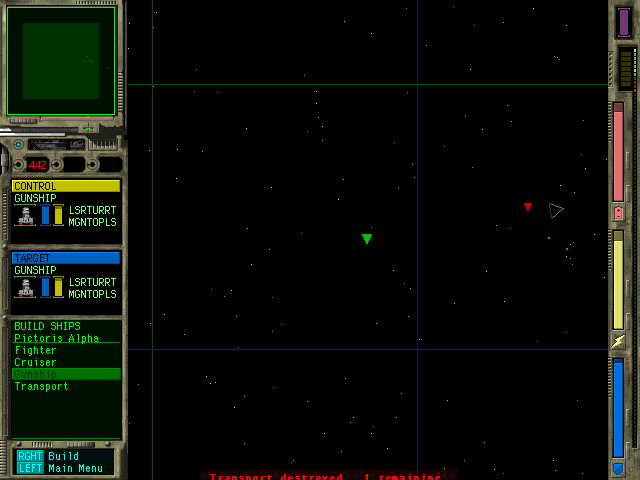 442
CONTROL
GUNSHIP
LSRTURRT
MGNTOPLS
TARGET
GUNSHIP
LSRTURRT
MGNTOPLS
BUILD SHIPS
Pictoris Alpha
Fighter
Cruiser
Gunship
Transport
RGHT Build
LEFT Main Menu
Transport destroyed. 1 remaining.